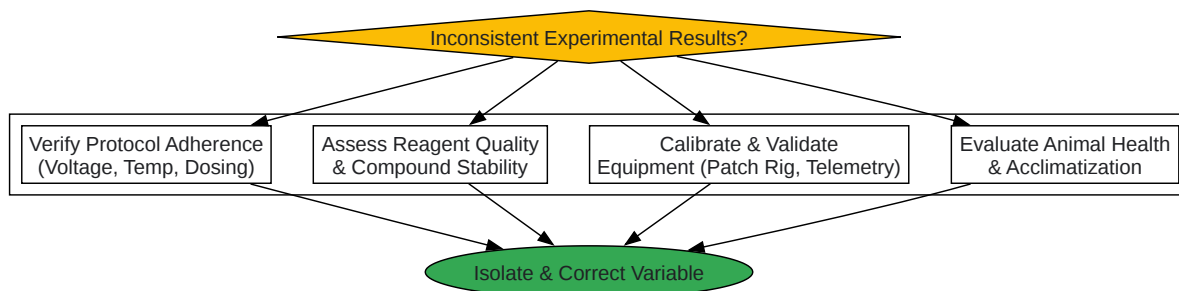 Inconsistent Experimental Results?
Verify Protocol Adherence
(Voltage, Temp, Dosing)
Assess Reagent Quality
& Compound Stability
Calibrate & Validate
Equipment (Patch Rig, Telemetry)
Evaluate Animal Health
& Acclimatization
Isolate & Correct Variable